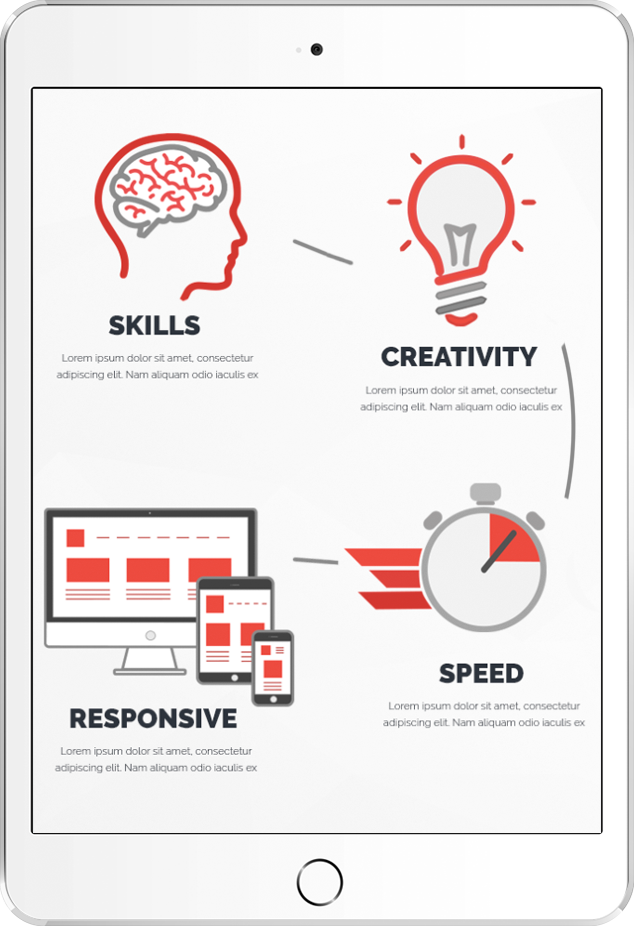 SKILLS
Lorem ipsum dolor sit amet, consectetur
adipiscing elit. Nam aliquam odio iaculis ex
CREATIVITY
Lorem ipsum dolor sit amet, consectetur
adipiscing elit. Nam aliquam odio iaculis ex
RESPONSIVE
Lorem ipsum dolor sit amet, consectetur
adipiscing elit. Nam aliquam odio iaculis ex
SPEED
Lorem ipsum dolor sit amet, consectetur
adipiscing elit. Nam aliquam odio iaculis ex